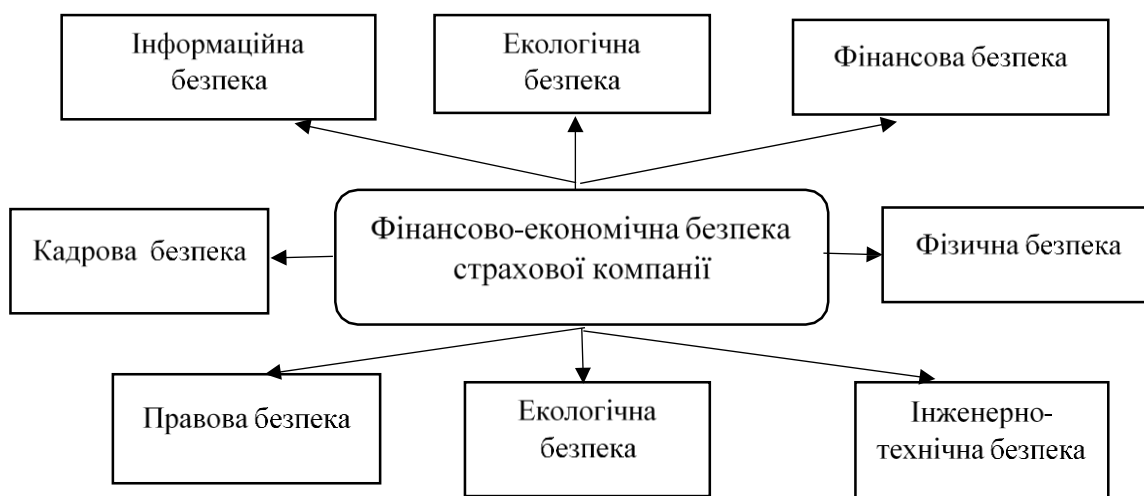 Інформаційна
безпека
Екологічна
безпека
Фінансова безпека
Кадрова безпека
Фінансово-економічна безпека
страхової компанії
Фізична безпека
Правова безпека
Екологічна
безпека
Інженерно-
технічна безпека